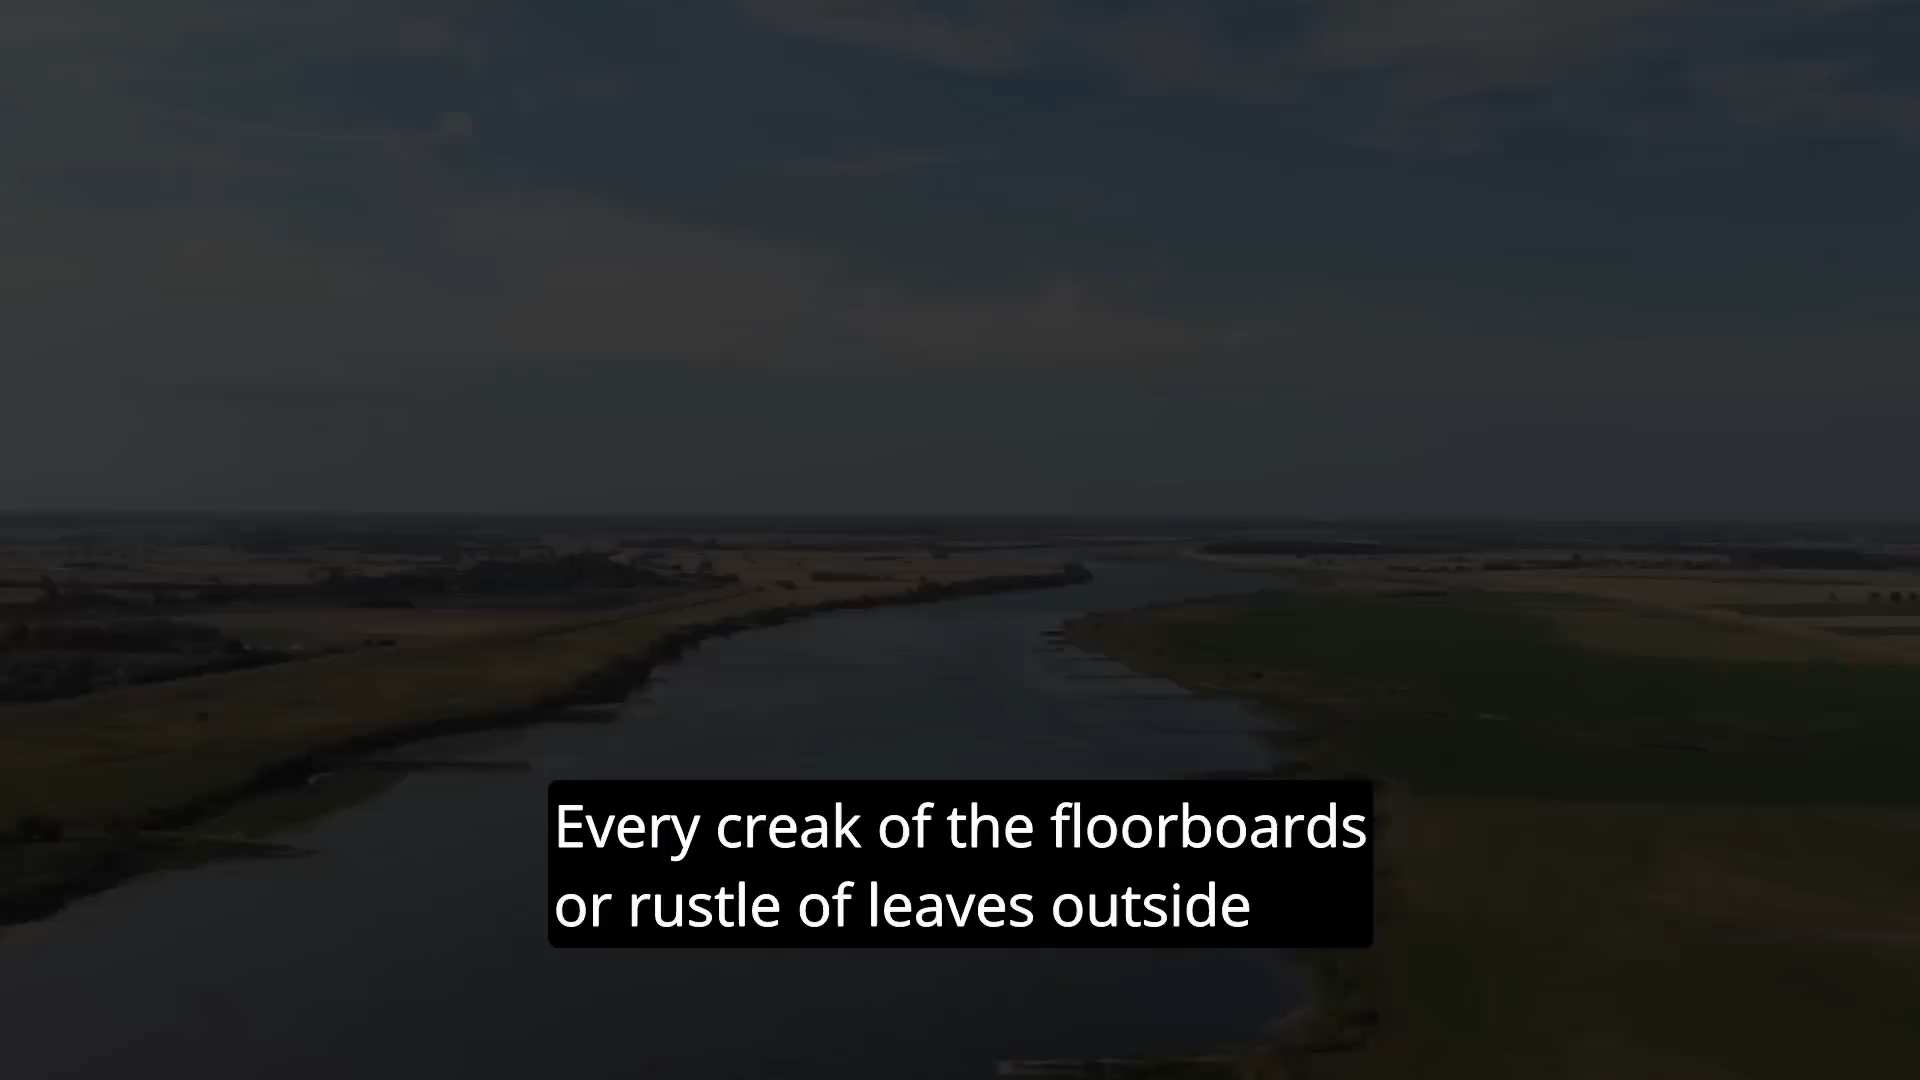 Every creak of the floorboards
or rustle of leaves outside